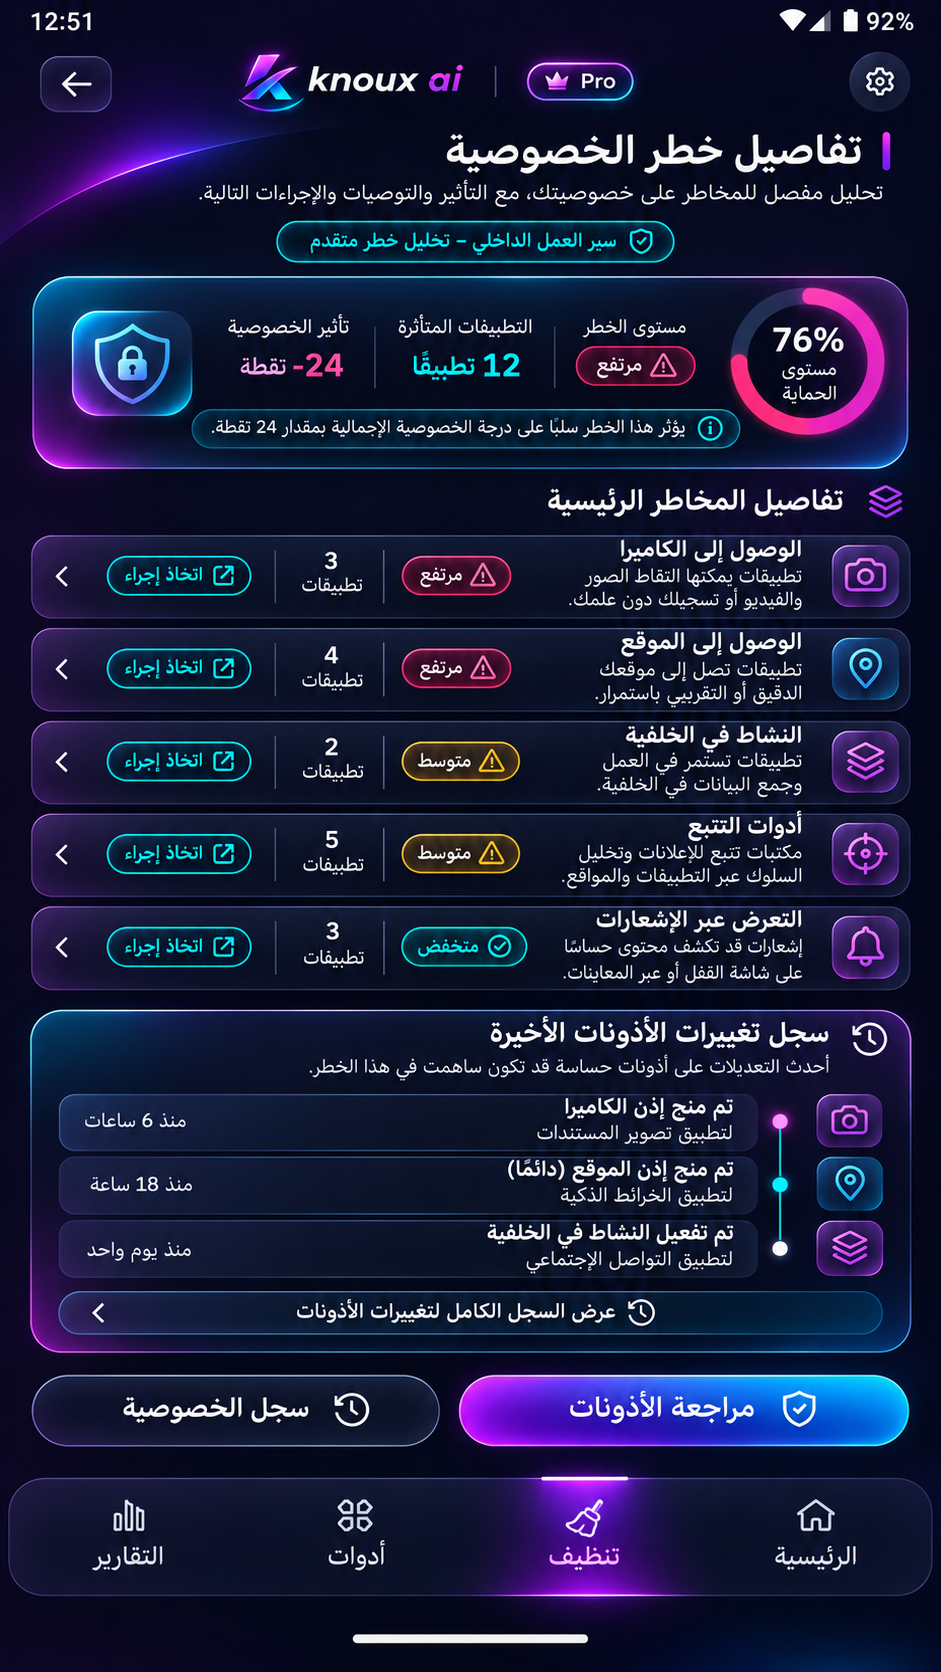 12:51
92%
knoux ai
Pro
تفاصيل خطر الخصوصية
تحليل مفصل للمخاطر على خصوصيتك، مع التأثير والتوصيات والإجراءات التالية.
سير العمل الداخلي – تخليل خطر متقدم
76%
مستوى
الحماية
مستوى الخطر
مرتفع
التطبيفات المتأثرة
12 تطبيقًا
تأثير الخصوصية
-24 نقطة
يؤثر هذا الخطر سلبًا على درجة الخصوصية الإجمالية بمقدار 24 نقطة.
تفاصيل المخاطر الرئيسية
الوصول إلى الكاميرا
تطبيقات يمكتها التقاط الصور
والفيديو أو تسجيلك دون علمك.
مرتفع
3
تطبيقات
اتخاذ إجراء
الوصول إلى الموقع
تطبيقات تصل إلى موقعك
الدقيق أو التقريبي باستمرار.
مرتفع
4
تطبيقات
اتخاذ إجراء
النشاط في الخلفية
تطبيقات تستمر في العمل
وجمع البيانات في الخلفية.
متوسط
2
تطبيقات
اتخاذ إجراء
أدوات التتبع
مكتبات تتبع للإعلانات وتخليل
السلوك عبر التطبيفات والمواقع.
متوسط
5
تطبيقات
اتخاذ إجراء
التعرض عبر الإشعارات
إشعارات قد تكشف محتوى حساسًا
على شاشة القفل أو عبر المعاينات.
متخفض
3
تطبيقات
اتخاذ إجراء
سجل تغييرات الأذونات الأخيرة
أحدث التعديلات على أذونات حساسة قد تكون ساهمت في هذا الخطر.
تم منج إذن الكاميرا
لتطبيق تصوير المستندات
منذ 6 ساعات
تم منج إذن الموقع (دائمًا)
لتطبيق الخرائط الذكية
منذ 18 ساعة
تم تفعيل النشاط في الخلفية
لتطبيق التواصل الإجتماعي
منذ يوم واحد
عرض السجل الكامل لتغييرات الأذونات
مراجعة الأذونات
سجل الخصوصية
الرئيسية
تنظيف
أدوات
التقارير